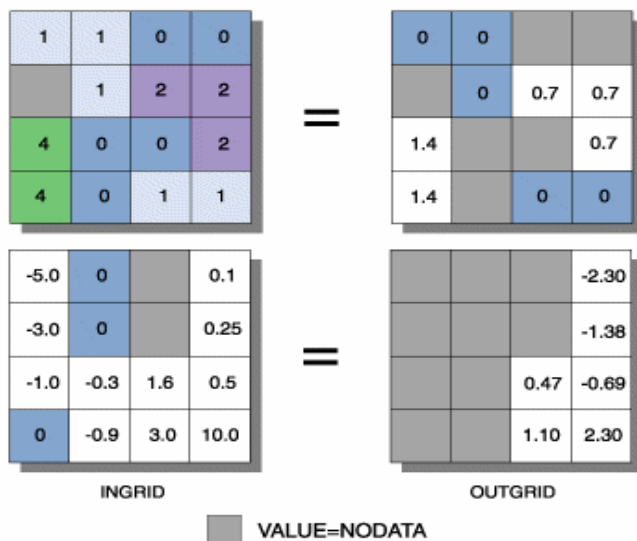 1 1 0 0 = 0 0
1 2 2 0 0.7 0.7
4 0 0 2 1.4 0.7
4 0 1 1 1.4 0 0
-5.0 0 0.1 = -2.30
-3.0 0 0.25 -1.38
-1.0 -0.3 1.6 0.5 0.47 -0.69
0 -0.9 3.0 10.0 1.10 2.30
INGRID OUTGRID
VALUE=NODATA